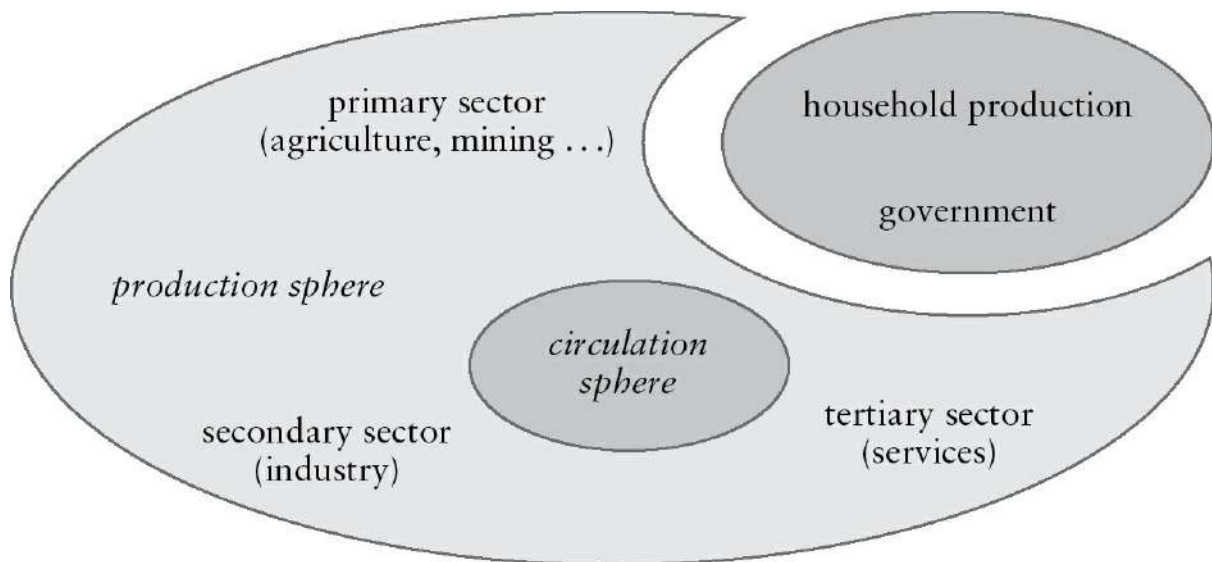 primary sector
(agriculture, mining …)
household production
government
production sphere
circulation
sphere
secondary sector
(industry)
tertiary sector
(services)